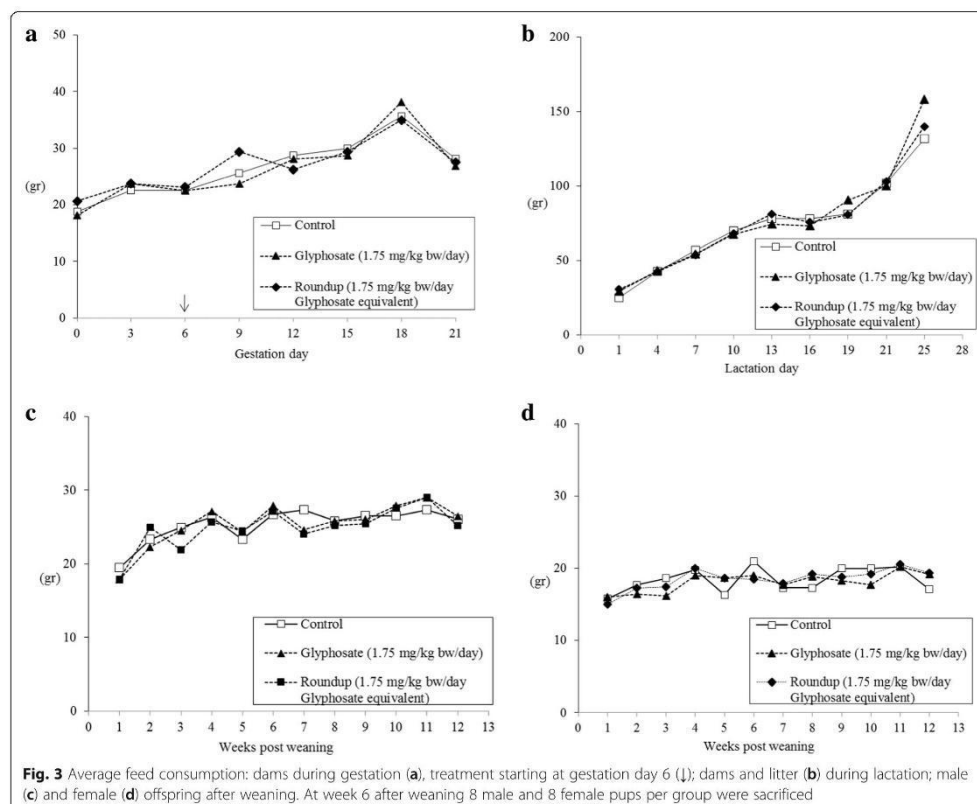 a
50
40
30
20
10
0
(gr)
Control
Glyphosate (1.75 mg/kg bw/day)
Roundup (1.75 mg/kg bw/day
Glyphosate equivalent)
0 3 6 9 12 15 18 21
Gestation day
b
200
150
100
50
0
(gr)
Control
Glyphosate (1.75 mg/kg bw/day)
Roundup (1.75 mg/kg bw/day
Glyphosate equivalent)
1 4 7 10 13 16 19 21 25 28
Lactation day
c
40
30
20
10
0
(gr)
Control
Glyphosate (1.75 mg/kg bw/day)
Roundup (1.75 mg/kg bw/day
Glyphosate equivalent)
0 1 2 3 4 5 6 7 8 9 10 11 12 13
Weeks post weaning
d
40
30
20
10
0
(gr)
Control
Glyphosate (1.75 mg/kg bw/day)
Roundup (1.75 mg/kg bw/day
Glyphosate equivalent)
0 1 2 3 4 5 6 7 8 9 10 11 12 13
Weeks post weaning
Fig. 3 Average feed consumption: dams during gestation (a), treatment starting at gestation day 6 (↓); dams and litter (b) during lactation; male
(c) and female (d) offspring after weaning. At week 6 after weaning 8 male and 8 female pups per group were sacrificed